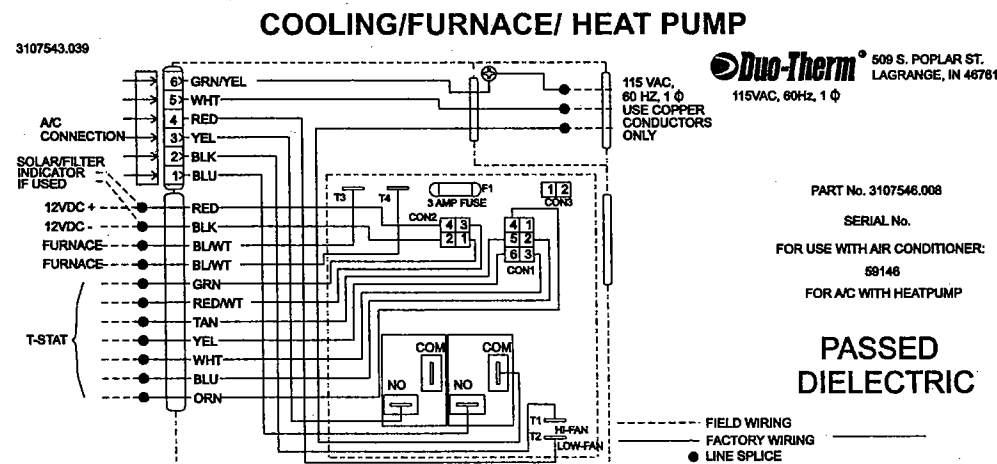 COOLING/FURNACE/ HEAT PUMP
3107543.039
Duo-Therm®
509 S. POPLAR ST.
LAGRANGE, IN 46761
115VAC, 60Hz, 1 ϕ
6 GRN/YEL
5 WHT
4 RED
3 YEL
2 BLK
1 BLU
A/C
CONNECTION
115 VAC,
60 HZ, 1 ϕ
USE COPPER
CONDUCTORS
ONLY
SOLAR/FILTER
INDICATOR
IF USED
12VDC + RED
12VDC - BLK
FURNACE BL/WT
FURNACE BL/WT
GRN
RED/WT
TAN
YEL
WHT
BLU
ORN
T-STAT
T3
T4
F1
3 AMP FUSE
1 2
CON3
CON2
4 3
2 1
4 1
5 2
6 3
CON1
COM
NO
COM
NO
T1
HI-FAN
T2
LOW-FAN
PART No. 3107546.008
SERIAL No.
FOR USE WITH AIR CONDITIONER:
59146
FOR A/C WITH HEATPUMP
PASSED
DIELECTRIC
FIELD WIRING
FACTORY WIRING
LINE SPLICE